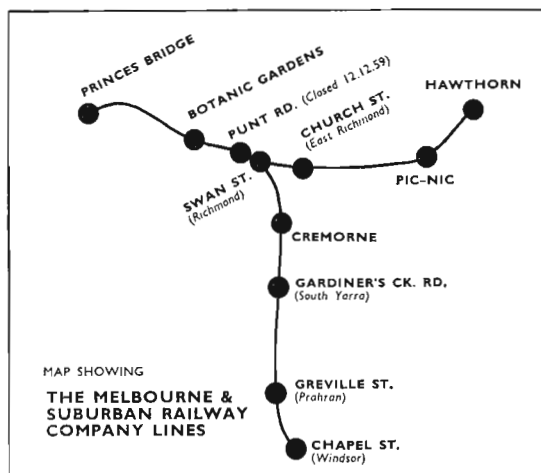 PRINCES BRIDGE
BOTANIC GARDENS
PUNT RD. (Closed 12.12.59)
SWAN ST.
(Richmond)
CHURCH ST.
(East Richmond)
PIC-NIC
HAWTHORN
CREMORNE
GARDINER'S CK. RD.
(South Yarra)
GREVILLE ST.
(Prahran)
CHAPEL ST.
(Windsor)
MAP SHOWING
THE MELBOURNE &
SUBURBAN RAILWAY
COMPANY LINES